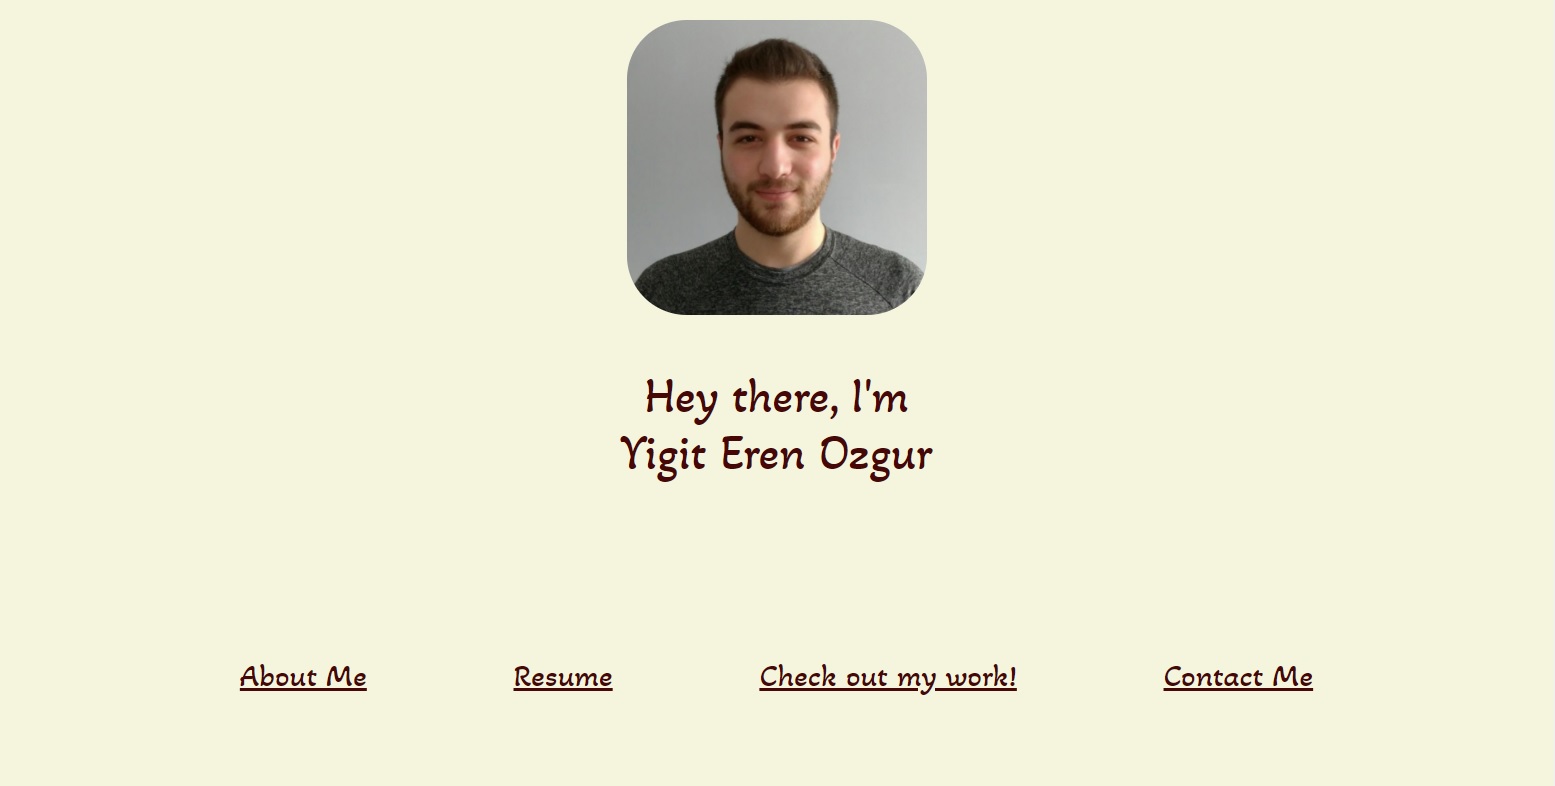 Hey there, I'm
Yigit Eren Ozgur
About Me
Resume
Check out my work!
Contact Me